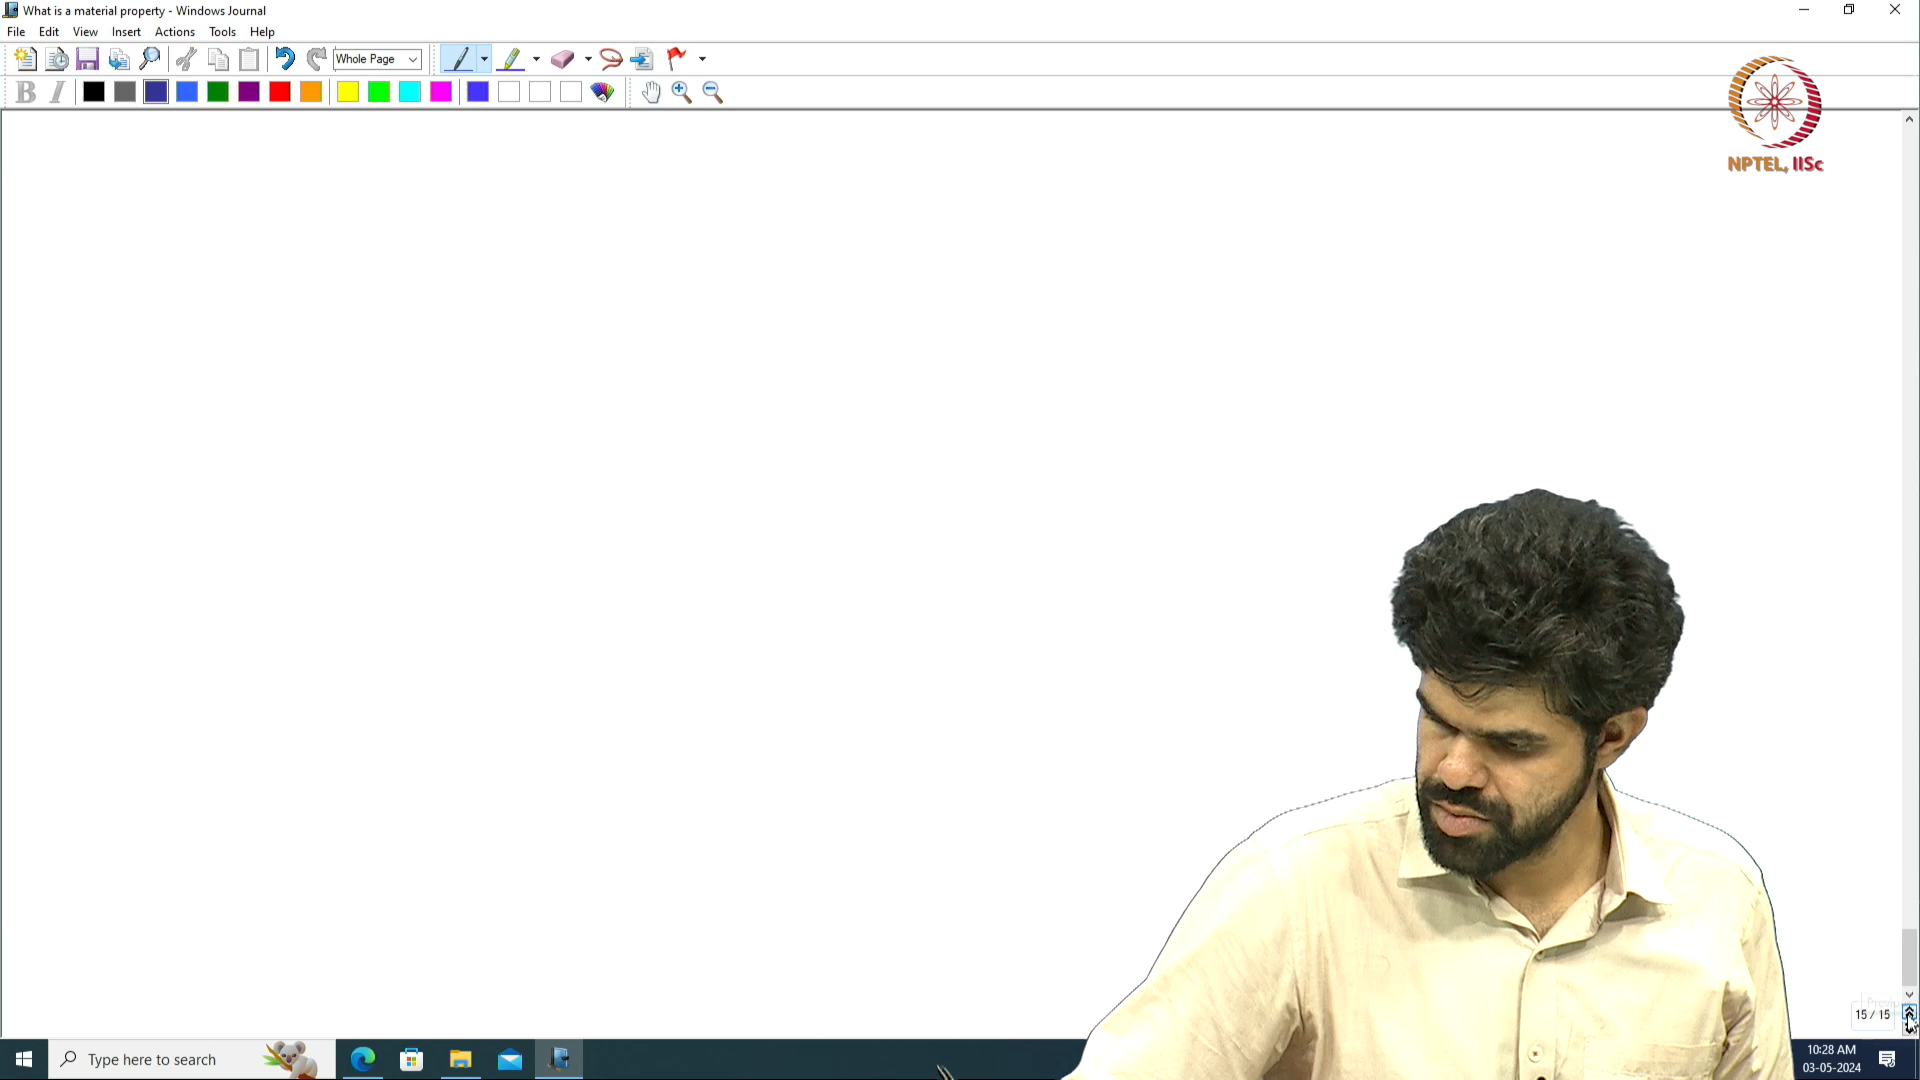 What is a material property - Windows Journal
File Edit View Insert Actions Tools Help
Whole Page
B I
NPTEL, IISc
15 / 15
Type here to search
10:28 AM
03-05-2024